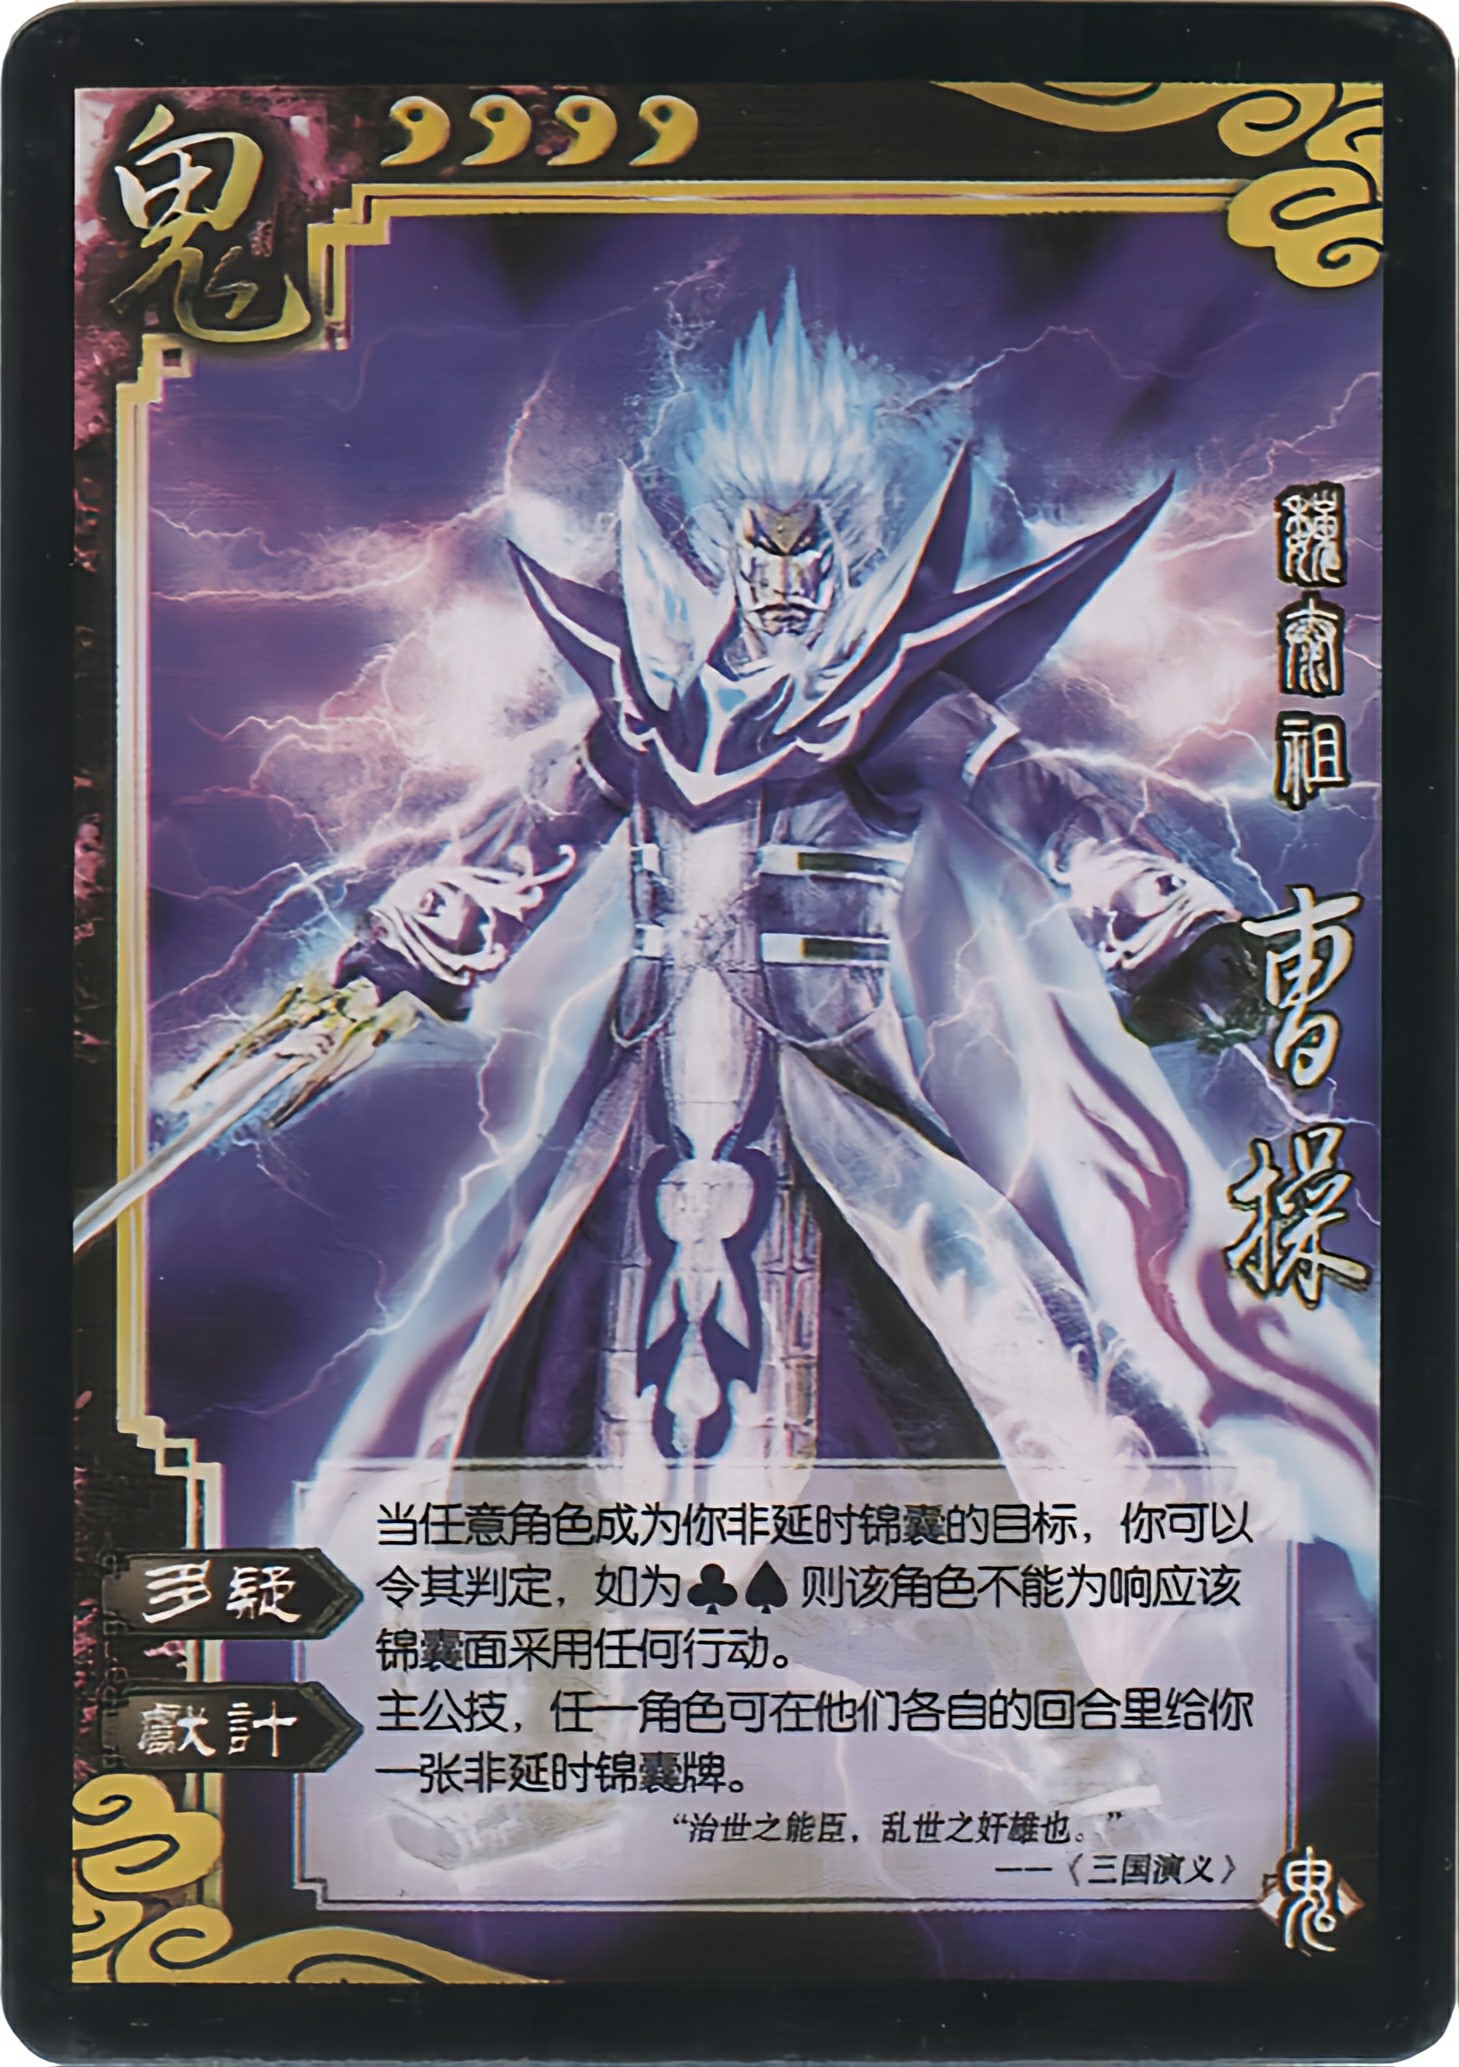 鬼
魏太祖
曹操
多疑
当任意角色成为你非延时锦囊的目标，你可以
令其判定，如为♣♠则该角色不能为响应该
锦囊面采用任何行动。
獻計
主公技，任一角色可在他们各自的回合里给你
一张非延时锦囊牌。
“治世之能臣，乱世之奸雄也。”
——《三国演义》
鬼